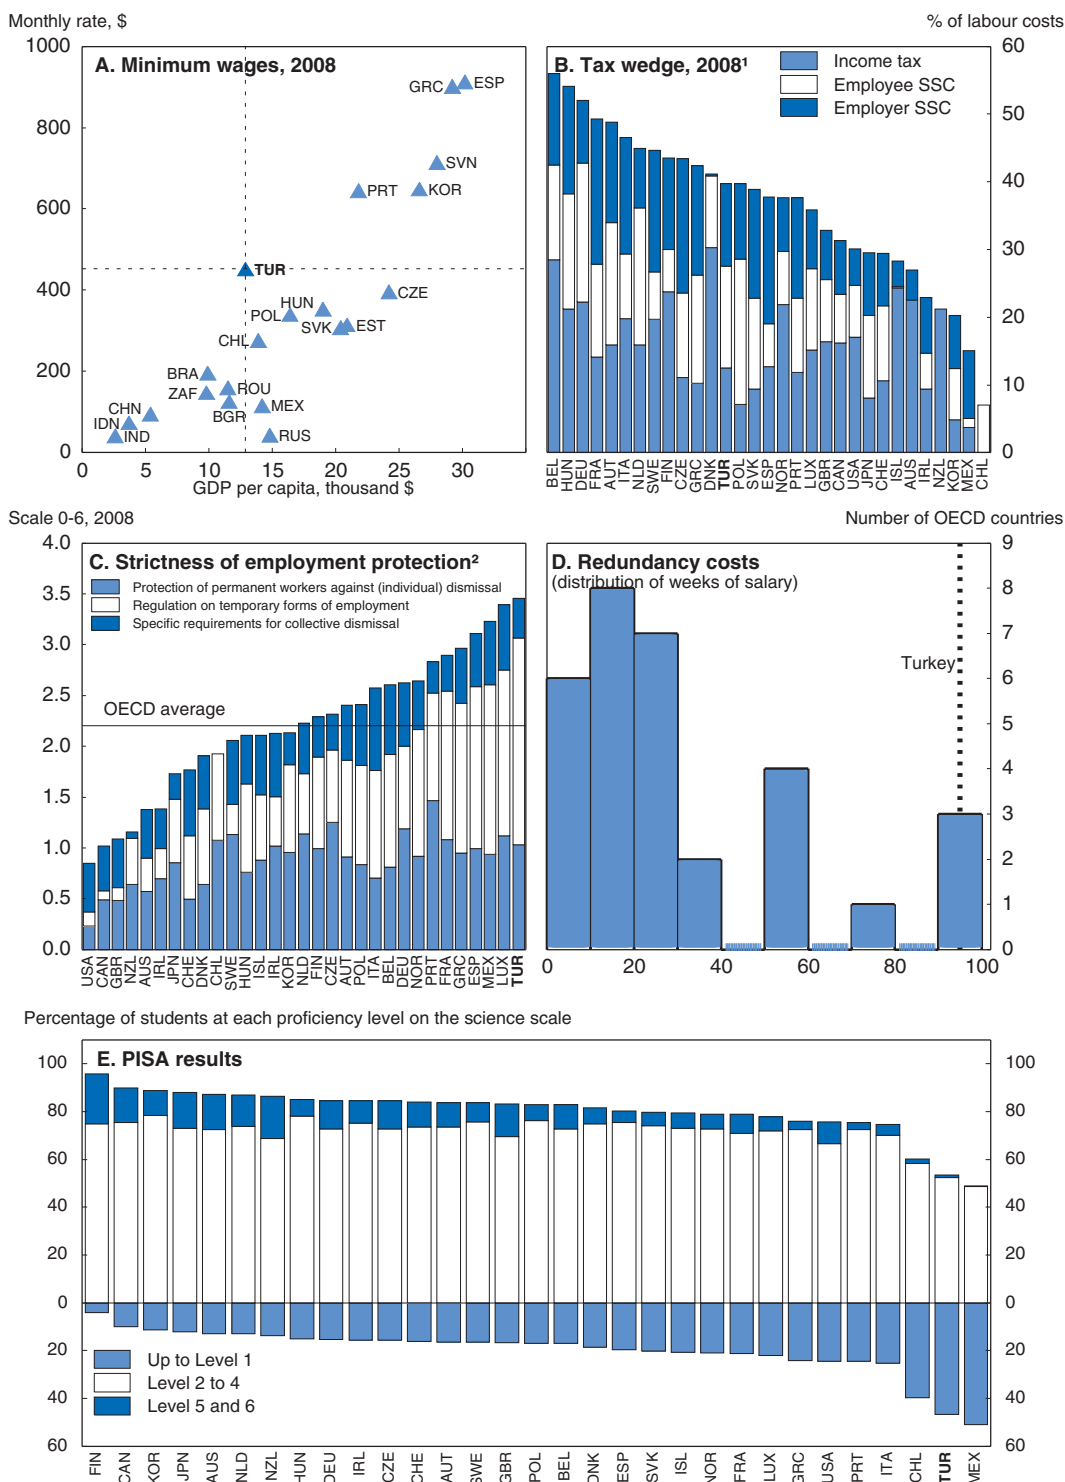 Monthly rate, $
% of labour costs
A. Minimum wages, 2008
1000
800
600
400
200
0
GRC
ESP
SVN
PRT
KOR
TUR
CZE
HUN
POL
SVK
EST
CHL
BRA
ROU
ZAF
MEX
CHN
BGR
IDN
IND
RUS
0 5 10 15 20 25 30
GDP per capita, thousand $
B. Tax wedge, 2008¹
Income tax
Employee SSC
Employer SSC
60
50
40
30
20
10
0
BEL HUN DEU FRA AUT ITA NLD SWE FIN CZE GRC DNK TUR POL SVK ESP NOR PRT LUX GBR CAN USA JPN CHE ISL AUS IRL NZL KOR MEX CHL
Scale 0-6, 2008
Number of OECD countries
C. Strictness of employment protection²
Protection of permanent workers against (individual) dismissal
Regulation on temporary forms of employment
Specific requirements for collective dismissal
OECD average
4.0
3.5
3.0
2.5
2.0
1.5
1.0
0.5
0.0
USA CAN GBR NZL AUS IRL JPN CHE DNK CHL SWE HUN ISL IRL KOR NLD FIN CZE AUT POL ITA BEL DEU NOR PRT FRA GRC ESP MEX LUX TUR
D. Redundancy costs
(distribution of weeks of salary)
Turkey
9
8
7
6
5
4
3
2
1
0
0 20 40 60 80 100
Percentage of students at each proficiency level on the science scale
E. PISA results
100 100
80 80
60 60
40 40
20 20
0 0
20 20
40 40
60 60
Up to Level 1
Level 2 to 4
Level 5 and 6
FIN CAN KOR JPN AUS NLD NZL HUN DEU IRL CZE CHE AUT SWE GBR POL BEL DNK ESP SVK ISL NOR FRA LUX GRC USA PRT ITA CHL TUR MEX